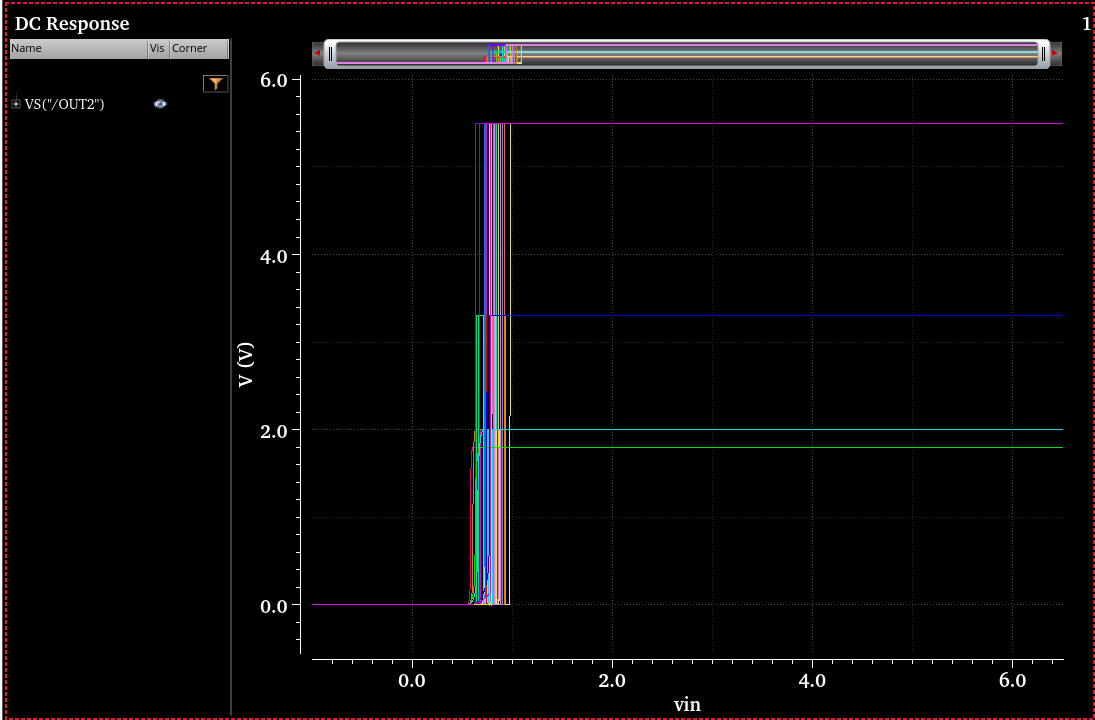 DC Response
1
Name Vis Corner
VS("/OUT2")
6.0
4.0
2.0
0.0
V (V)
0.0 2.0 4.0 6.0
vin